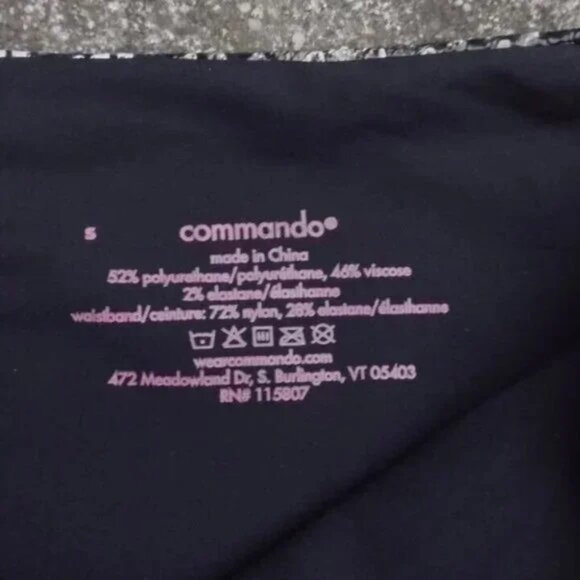 s commando®
made in China
52% polyurethane/polyuréthane, 46% viscose
2% elastane/élasthanne
waistband/ceinture: 72% nylon, 28% elastane/élasthanne
wearcommando.com
472 Meadowland Dr, S. Burlington, VT 05403
RN# 115807